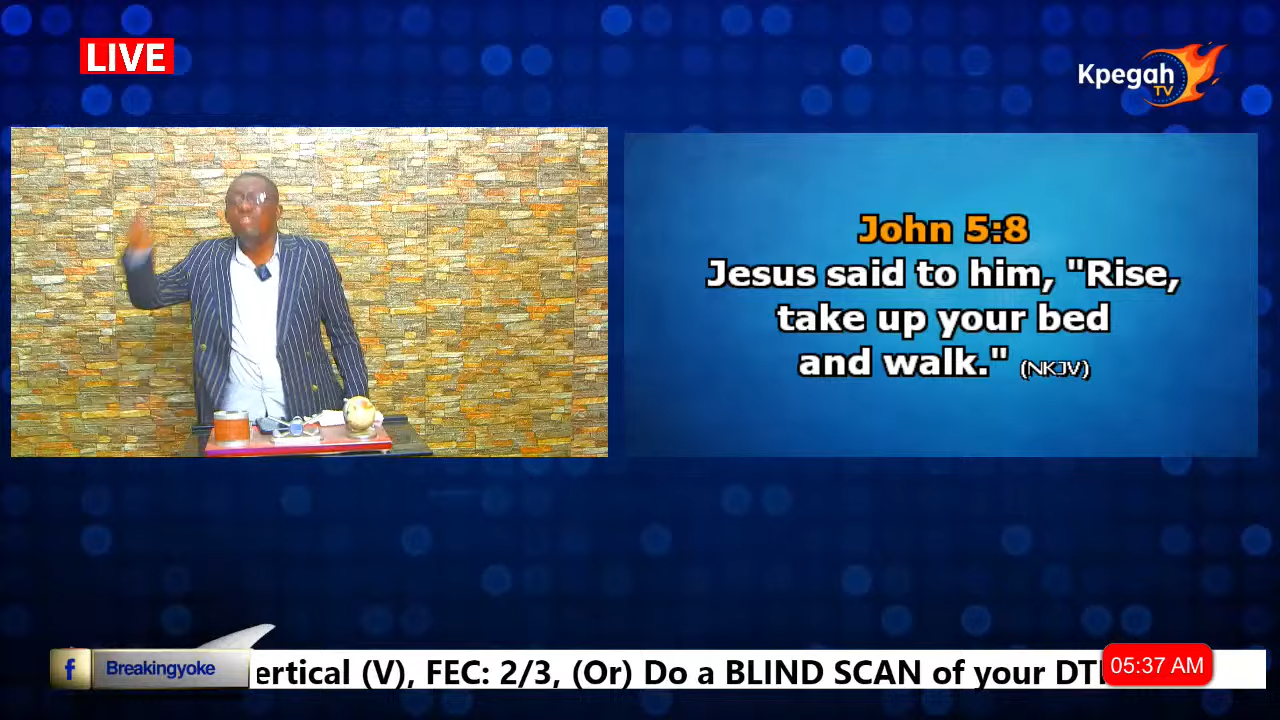 LIVE
Kpegah
TV
John 5:8
Jesus said to him, "Rise,
take up your bed
and walk." (NKJV)
f Breakingyoke
ertical (V), FEC: 2/3, (Or) Do a BLIND SCAN of your DT
05:37 AM